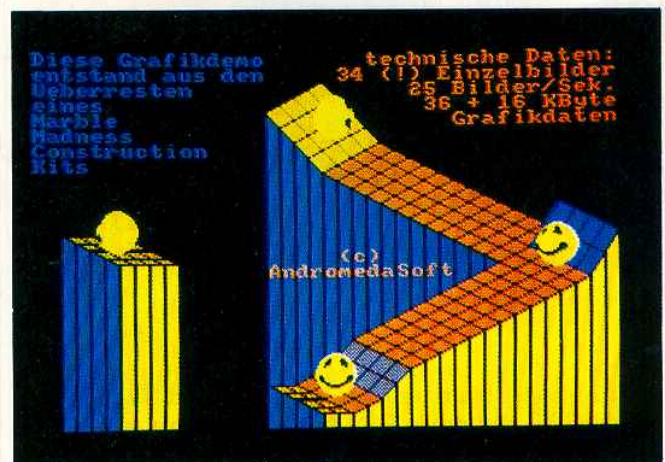 Diese Grafikdemo
entstand aus den
Ueberresten
eines
Marble
Madness
Construction
Kits
technische Daten:
34 (!) Einzelbilder
25 Bilder/Sek.
36 + 16 KByte
Grafikdaten
(c)
AndromedaSoft